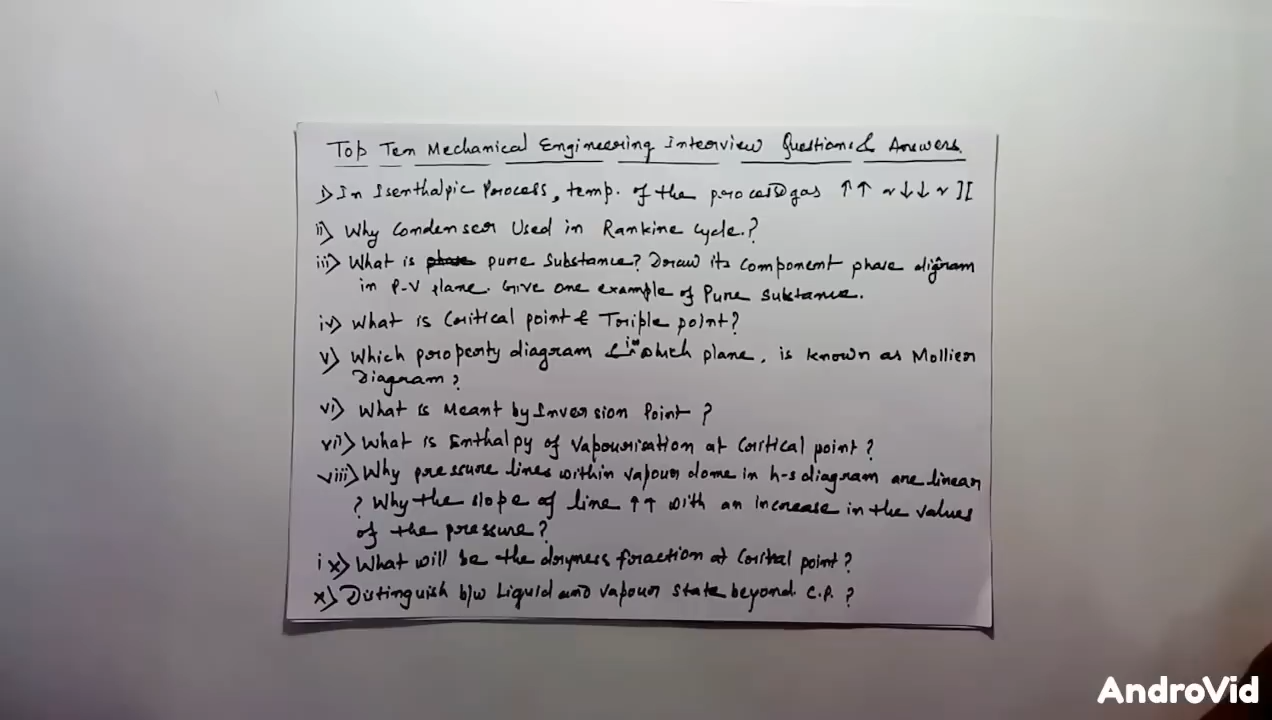 Top Ten Mechanical Engineering Interview Questions & Answers.
i) In Isenthalpic Process, temp. of the process gas ↑↑ ~ ↓↓ ~ ][
ii) Why Condenser Used in Rankine Cycle.?
iii) What is pure substance? Draw its component phase digram
in P-V plane. Give one example of Pure substance.
iv) What is Critical point & Triple point?
v) Which property diagram & in which plane, is known as Mollier
Diagram?
vi) What is Meant by Inversion Point ?
vii) What is Enthalpy of Vapourisation at Critical point ?
viii) Why pressure lines within vapour dome in h-s diagram are linear
? Why the slope of line ↑↑ with an increase in the values
of the pressure?
ix) What will be the dryness fraction at Coritral point?
x) Distinguish b/w Liquid and vapour state beyond C.P. ?
AndroVid